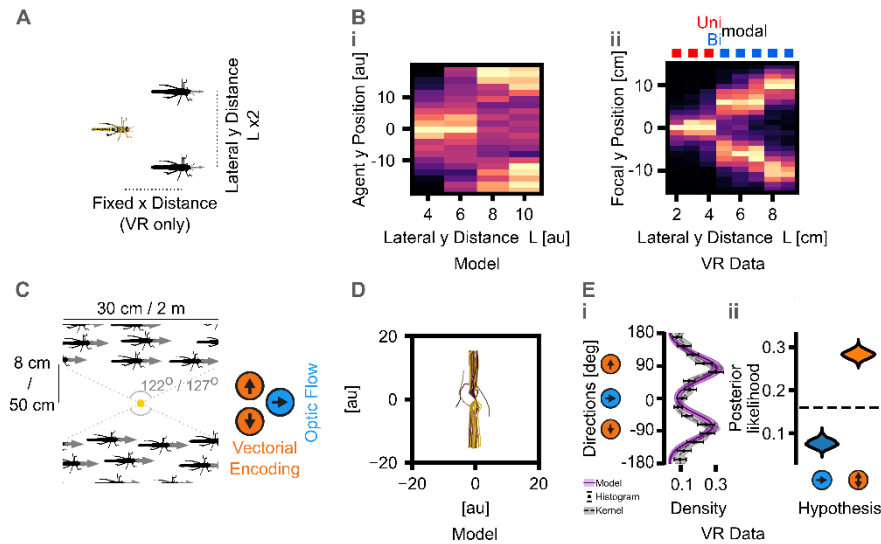 A
Lateral y Distance
L x2
Fixed x Distance
(VR only)
B
i
Agent y Position [au]
10
0
-10
4 6 8 10
Lateral y Distance L [au]
Model
ii
Uni
Bi
modal
Focal y Position [cm]
10
0
-10
2 4 6 8
Lateral y Distance L [cm]
VR Data
C
30 cm / 2 m
8 cm
/
50 cm
122º / 127º
Optic Flow
Vectorial
Encoding
D
20
0
−20
[au]
−20 0 20
[au]
Model
E
i
Directions [deg]
180
90
0
-90
-180
0.1 0.3
Density
Model
Histogram
Kernel
ii
Posterior
likelihood
0.3
0.1
Hypothesis
VR Data